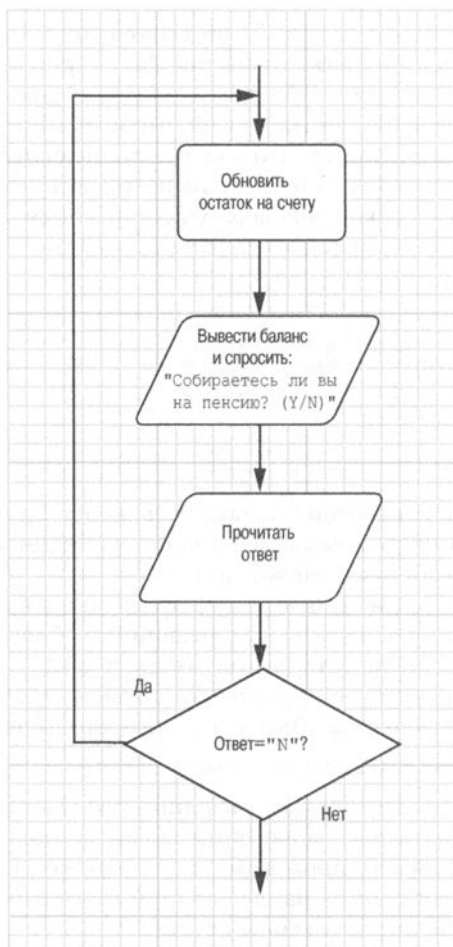 Обновить
остаток на счету
Вывести баланс
и спросить:
"Собираетесь ли вы
на пенсию? (Y/N)"
Прочитать
ответ
Да
Ответ="N"?
Нет